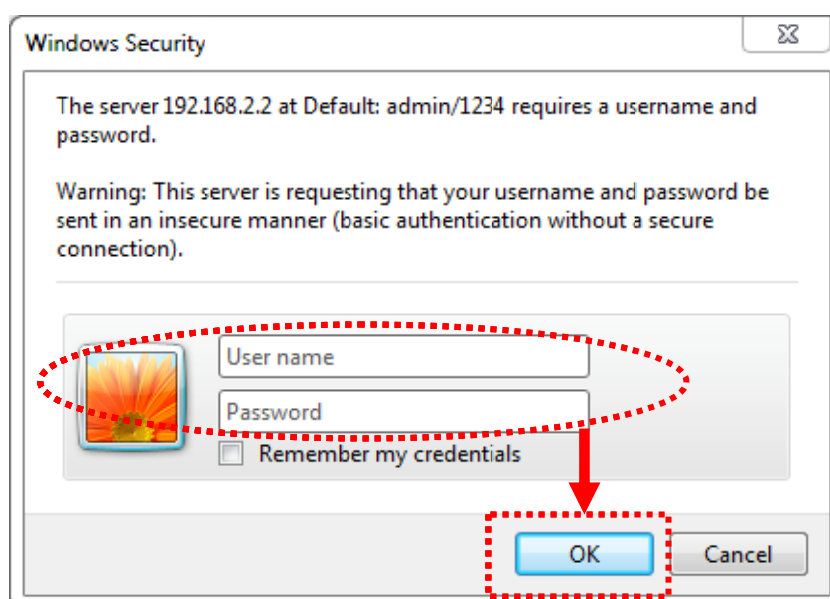 Windows Security
The server 192.168.2.2 at Default: admin/1234 requires a username and
password.
Warning: This server is requesting that your username and password be
sent in an insecure manner (basic authentication without a secure
connection).
User name
Password
Remember my credentials
OK
Cancel